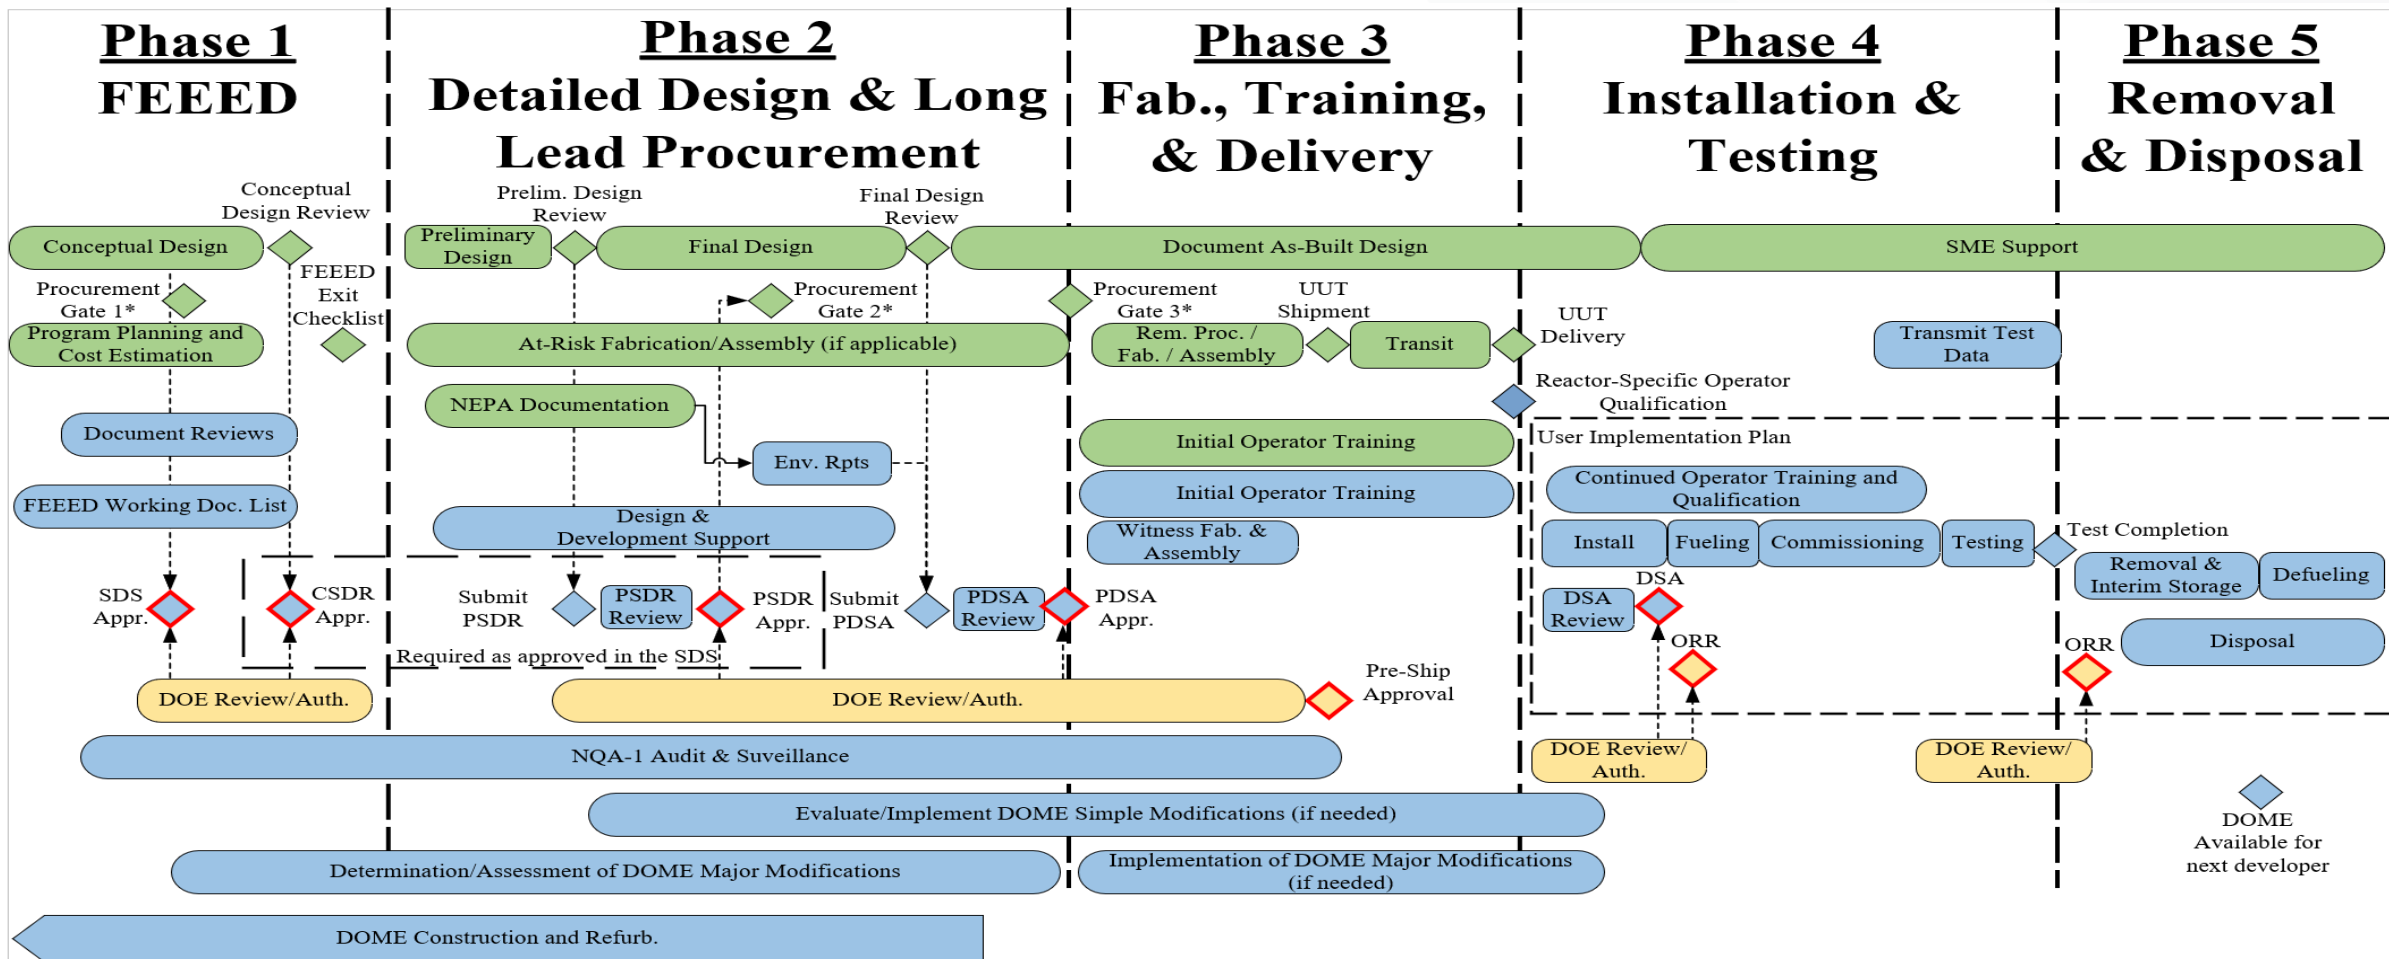 Phase 1
FEEED
Phase 2
Detailed Design & Long
Lead Procurement
Phase 3
Fab., Training,
& Delivery
Phase 4
Installation &
Testing
Phase 5
Removal
& Disposal
Conceptual
Design Review
Prelim. Design
Review
Final Design
Review
Conceptual Design
Preliminary
Design
Final Design
Document As-Built Design
SME Support
FEEED
Exit
Checklist
Procurement
Gate 1*
Procurement
Gate 2*
Procurement
Gate 3*
UUT
Shipment
UUT
Delivery
Program Planning and
Cost Estimation
At-Risk Fabrication/Assembly (if applicable)
Rem. Proc. /
Fab. / Assembly
Transit
Transmit Test
Data
NEPA Documentation
Reactor-Specific Operator
Qualification
Document Reviews
Env. Rpts
Initial Operator Training
User Implementation Plan
FEEED Working Doc. List
Initial Operator Training
Continued Operator Training and
Qualification
Design &
Development Support
Witness Fab. &
Assembly
Install
Fueling
Commissioning
Testing
Test Completion
Removal &
Interim Storage
Defueling
SDS
Appr.
CSDR
Appr.
Submit
PSDR
PSDR
Review
PSDR
Appr.
Submit
PDSA
PDSA
Review
PDSA
Appr.
DSA
Review
DSA
ORR
ORR
Disposal
Required as approved in the SDS
DOE Review/Auth.
DOE Review/Auth.
Pre-Ship
Approval
NQA-1 Audit & Suveillance
DOE Review/
Auth.
DOE Review/
Auth.
Evaluate/Implement DOME Simple Modifications (if needed)
DOME
Available for
next developer
Determination/Assessment of DOME Major Modifications
Implementation of DOME Major Modifications
(if needed)
DOME Construction and Refurb.